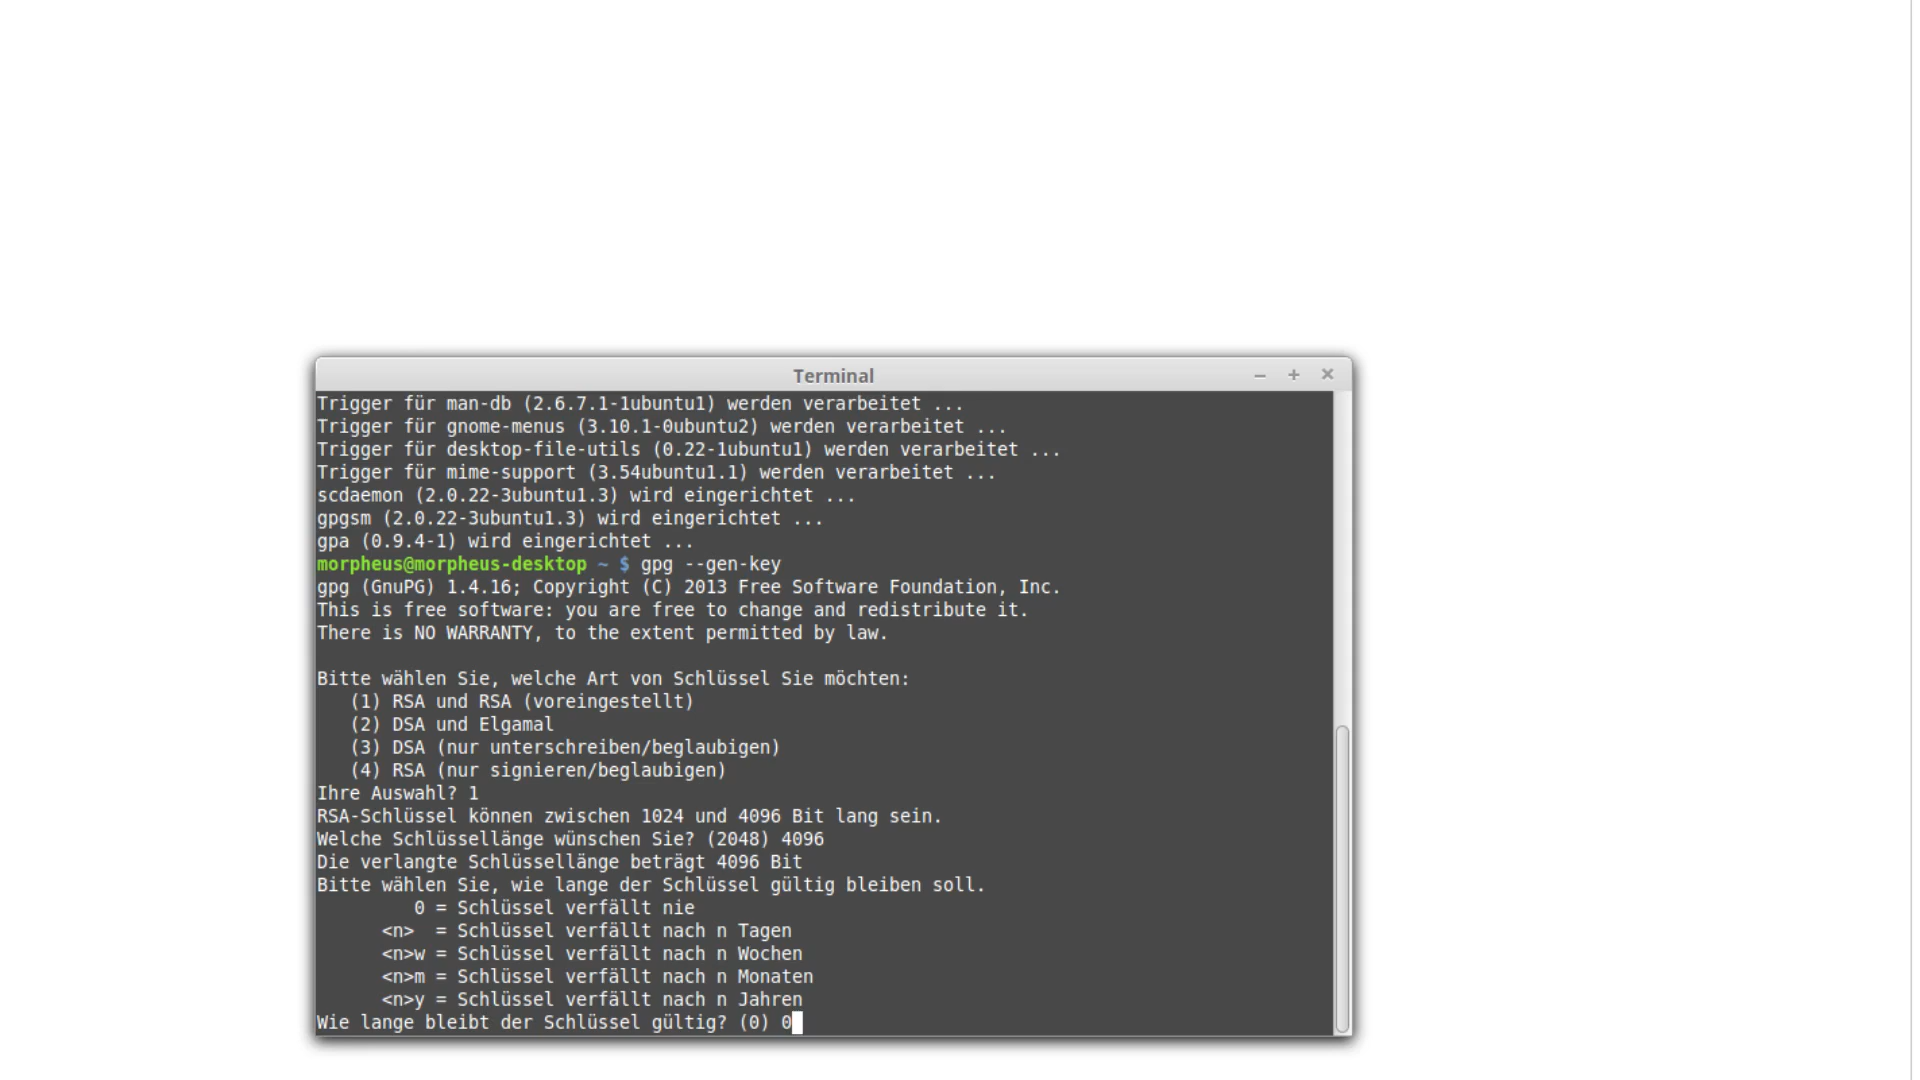 Terminal
Trigger für man-db (2.6.7.1-1ubuntu1) werden verarbeitet ...
Trigger für gnome-menus (3.10.1-0ubuntu2) werden verarbeitet ...
Trigger für desktop-file-utils (0.22-1ubuntu1) werden verarbeitet ...
Trigger für mime-support (3.54ubuntu1.1) werden verarbeitet ...
scdaemon (2.0.22-3ubuntu1.3) wird eingerichtet ...
gpgsm (2.0.22-3ubuntu1.3) wird eingerichtet ...
gpa (0.9.4-1) wird eingerichtet ...
morpheus@morpheus-desktop ~ $ gpg --gen-key
gpg (GnuPG) 1.4.16; Copyright (C) 2013 Free Software Foundation, Inc.
This is free software: you are free to change and redistribute it.
There is NO WARRANTY, to the extent permitted by law.
Bitte wählen Sie, welche Art von Schlüssel Sie möchten:
(1) RSA und RSA (voreingestellt)
(2) DSA und Elgamal
(3) DSA (nur unterschreiben/beglaubigen)
(4) RSA (nur signieren/beglaubigen)
Ihre Auswahl? 1
RSA-Schlüssel können zwischen 1024 und 4096 Bit lang sein.
Welche Schlüssellänge wünschen Sie? (2048) 4096
Die verlangte Schlüssellänge beträgt 4096 Bit
Bitte wählen Sie, wie lange der Schlüssel gültig bleiben soll.
0 = Schlüssel verfällt nie
<n>  = Schlüssel verfällt nach n Tagen
<n>w = Schlüssel verfällt nach n Wochen
<n>m = Schlüssel verfällt nach n Monaten
<n>y = Schlüssel verfällt nach n Jahren
Wie lange bleibt der Schlüssel gültig? (0) 0